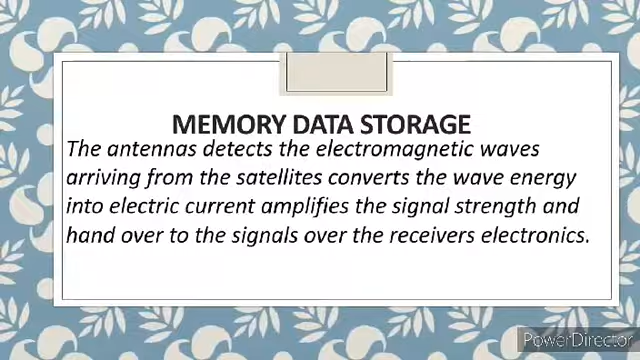 MEMORY DATA STORAGE
The antennas detects the electromagnetic waves
arriving from the satellites converts the wave energy
into electric current amplifies the signal strength and
hand over to the signals over the receivers electronics.
PowerDirector